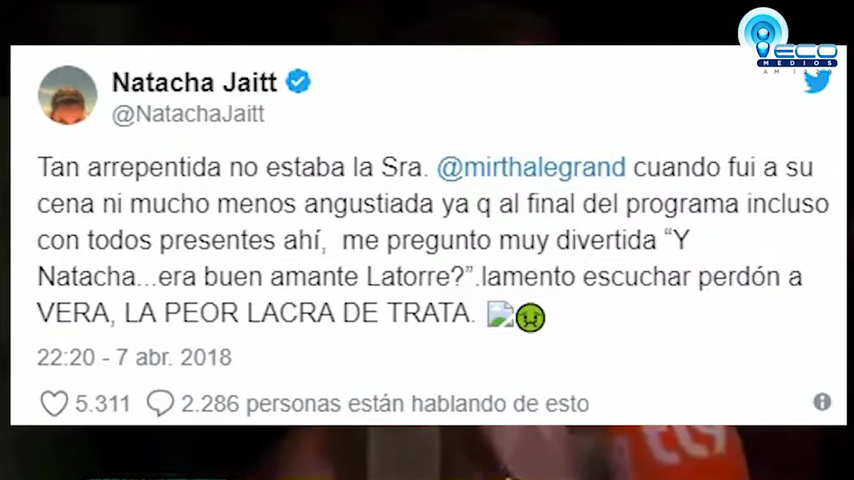 ECO
MEDIOS
AM - 1220
Natacha Jaitt
@NatachaJaitt
Tan arrepentida no estaba la Sra. @mirthalegrand cuando fui a su
cena ni mucho menos angustiada ya q al final del programa incluso
con todos presentes ahí, me pregunto muy divertida “Y
Natacha...era buen amante Latorre?”.lamento escuchar perdón a
VERA, LA PEOR LACRA DE TRATA.
22:20 - 7 abr. 2018
5.311 2.286 personas están hablando de esto